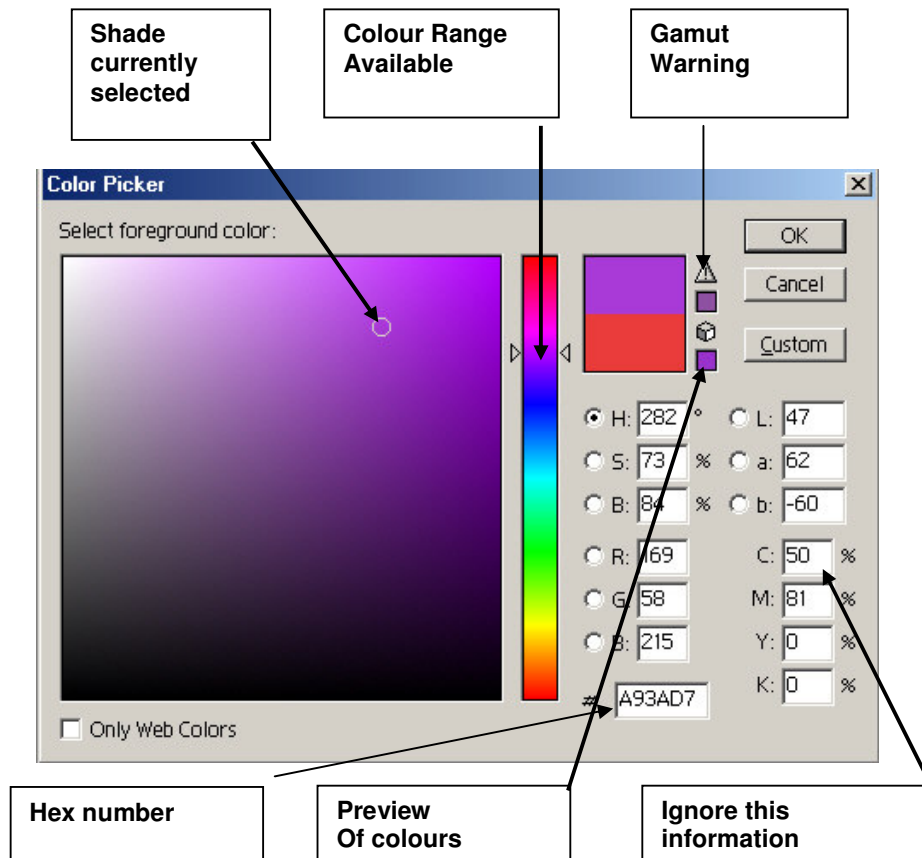 Shade
currently
selected
Colour Range
Available
Gamut
Warning
Color Picker
Select foreground color:
OK
Cancel
Custom
H: 282 °
L: 47
S: 73 %
a: 62
B: 84 %
b: -60
R: 169
C: 50 %
G: 58
M: 81 %
B: 215
Y: 0 %
# A93AD7
K: 0 %
Only Web Colors
Hex number
Preview
Of colours
Ignore this
information